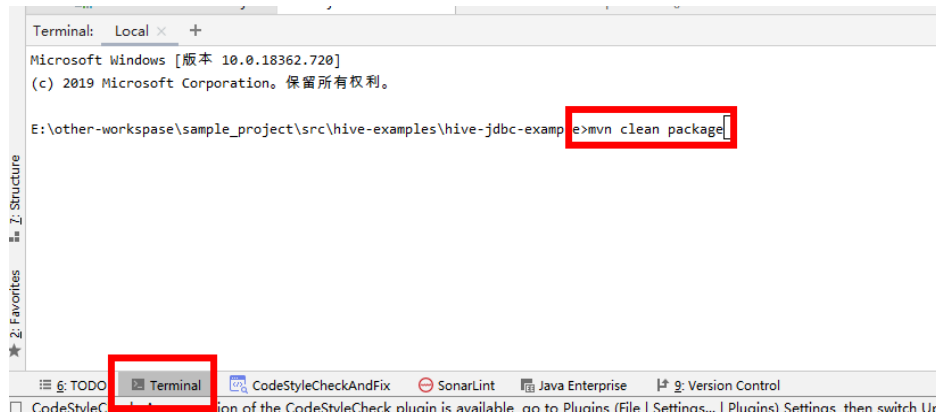 Terminal: Local × +
Microsoft Windows [版本 10.0.18362.720]
(c) 2019 Microsoft Corporation。保留所有权利。
E:\other-workspase\sample_project\src\hive-examples\hive-jdbc-examp e>mvn clean package
7: Structure
2: Favorites
6: TODO Terminal CodeStyleCheckAndFix SonarLint Java Enterprise 9: Version Control
CodeStyleC ion of the CodeStyleCheck plugin is available, go to Plugins (File | Settings... | Plugins) Settings, then switch